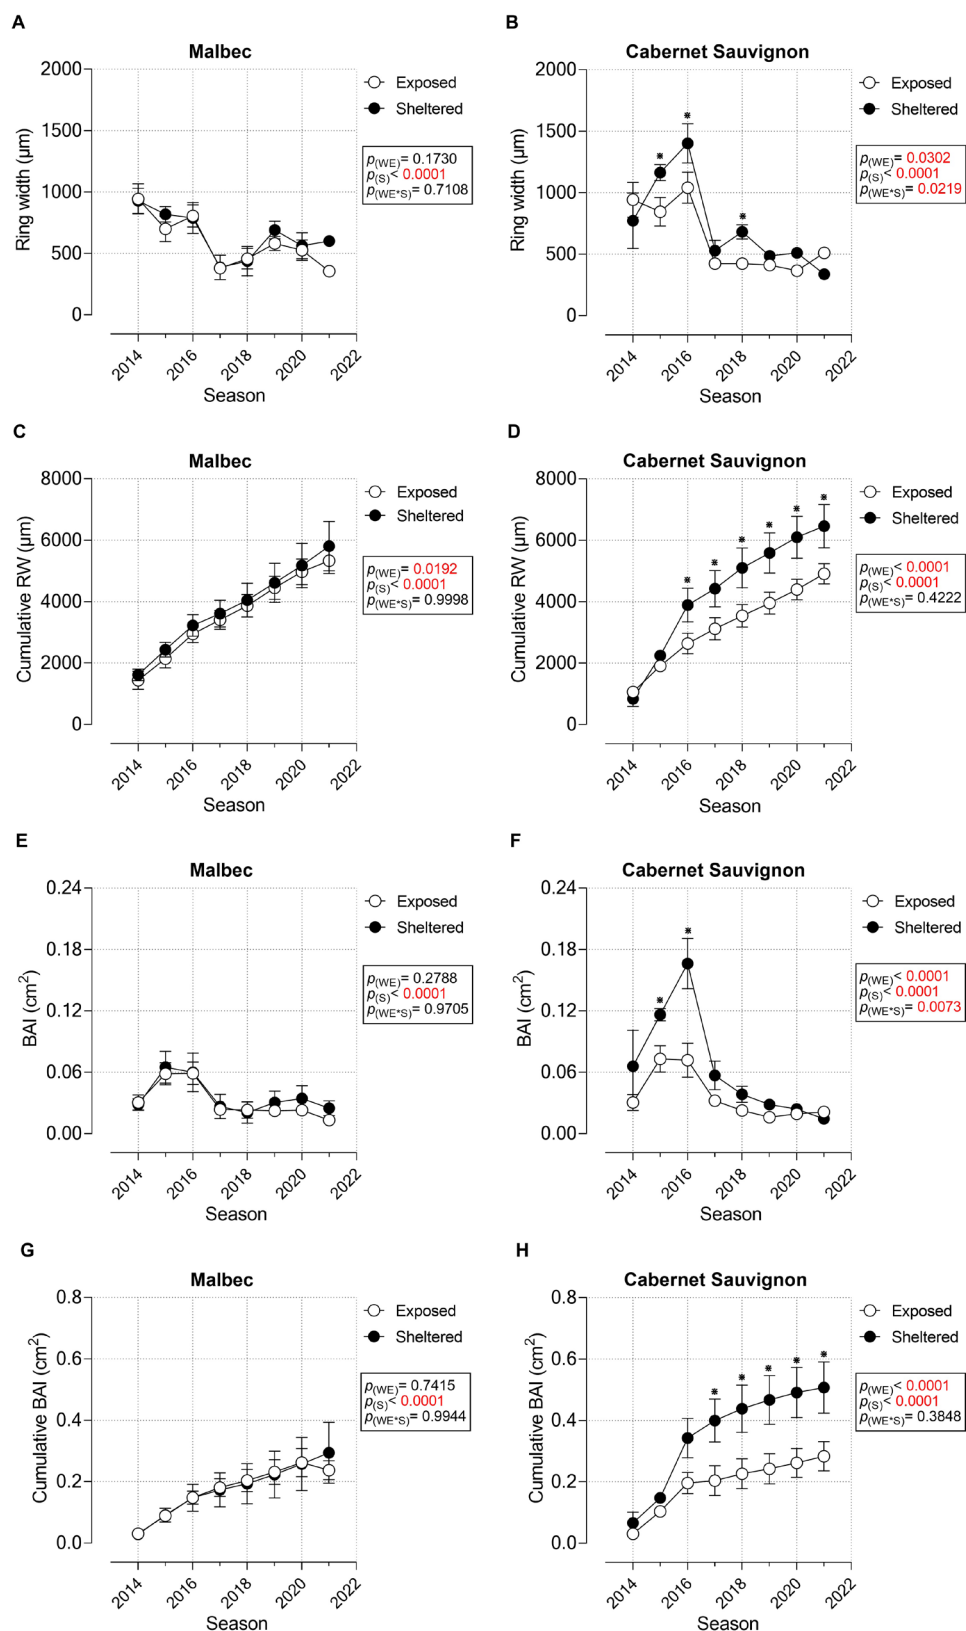 A
Malbec
2000
1500
1000
500
0
Ring width (µm)
2014
2016
2018
2020
2022
Season
Exposed
Sheltered
p(WE)= 0.1730
p(S)< 0.0001
p(WE*S)= 0.7108
B
Cabernet Sauvignon
2000
1500
1000
500
0
Ring width (µm)
* * *
2014
2016
2018
2020
2022
Season
Exposed
Sheltered
p(WE)= 0.0302
p(S)< 0.0001
p(WE*S)= 0.0219
C
Malbec
8000
6000
4000
2000
0
Cumulative RW (µm)
2014
2016
2018
2020
2022
Season
Exposed
Sheltered
p(WE)= 0.0192
p(S)< 0.0001
p(WE*S)= 0.9998
D
Cabernet Sauvignon
8000
6000
4000
2000
0
Cumulative RW (µm)
* * * * * *
2014
2016
2018
2020
2022
Season
Exposed
Sheltered
p(WE)< 0.0001
p(S)< 0.0001
p(WE*S)= 0.4222
E
Malbec
0.24
0.18
0.12
0.06
0.00
BAI (cm²)
2014
2016
2018
2020
2022
Season
Exposed
Sheltered
p(WE)= 0.2788
p(S)< 0.0001
p(WE*S)= 0.9705
F
Cabernet Sauvignon
0.24
0.18
0.12
0.06
0.00
BAI (cm²)
* *
2014
2016
2018
2020
2022
Season
Exposed
Sheltered
p(WE)< 0.0001
p(S)< 0.0001
p(WE*S)= 0.0073
G
Malbec
0.8
0.6
0.4
0.2
0.0
Cumulative BAI (cm²)
2014
2016
2018
2020
2022
Season
Exposed
Sheltered
p(WE)= 0.7415
p(S)< 0.0001
p(WE*S)= 0.9944
H
Cabernet Sauvignon
0.8
0.6
0.4
0.2
0.0
Cumulative BAI (cm²)
* * * * *
2014
2016
2018
2020
2022
Season
Exposed
Sheltered
p(WE)< 0.0001
p(S)< 0.0001
p(WE*S)= 0.3848